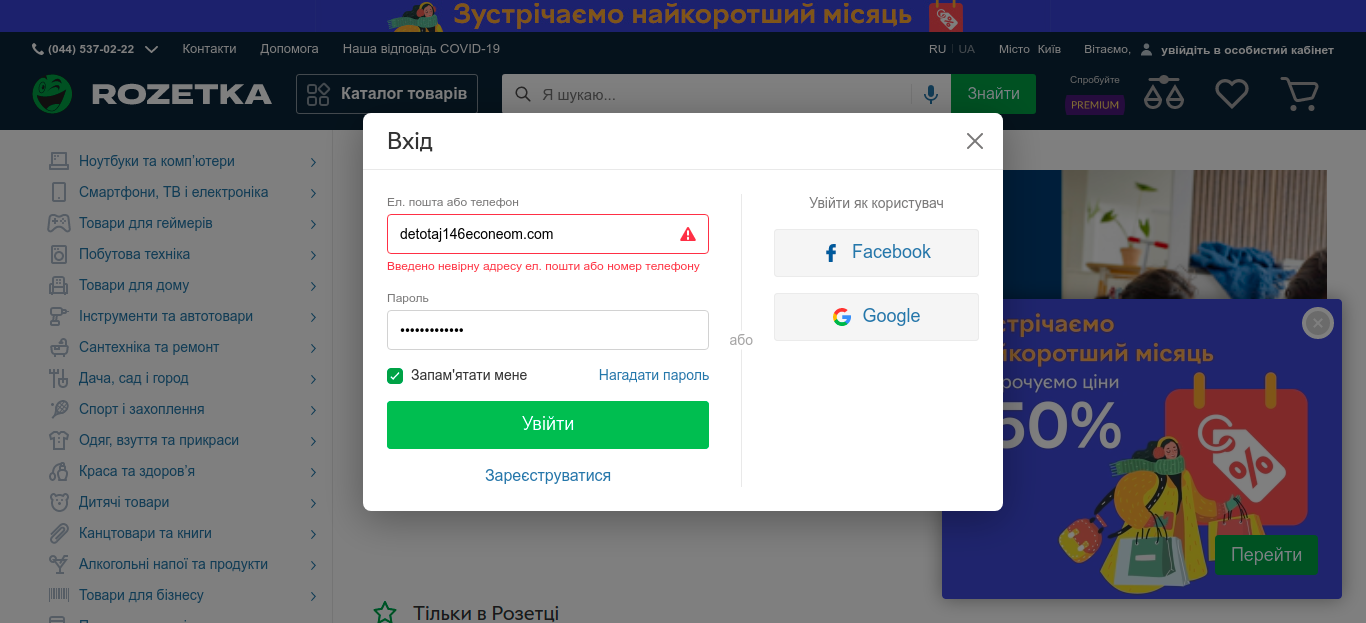 Зустрічаємо найкоротший місяць
(044) 537-02-22 Контакти Допомога Наша відповідь COVID-19 RU UA Місто Київ Вітаємо, увійдіть в особистий кабінет
ROZETKA Каталог товарів Я шукаю... Знайти Спробуйте
PREMIUM
Вхід
Ноутбуки та комп'ютери
Смартфони, ТВ і електроніка
Товари для геймерів
Побутова техніка
Товари для дому
Інструменти та автотовари
Сантехніка та ремонт
Дача, сад і город
Спорт і захоплення
Одяг, взуття та прикраси
Краса та здоров'я
Дитячі товари
Канцтовари та книги
Алкогольні напої та продукти
Товари для бізнесу
Ел. пошта або телефон
detotaj146econeom.com
Введено невірну адресу ел. пошти або номер телефону
Пароль
•••••••••••••
Запам'ятати мене Нагадати пароль
Увійти
Зареєструватися
або
Увійти як користувач
Facebook
Google
стрічаємо
йкоротший місяць
рочуємо ціни
50%
%
Перейти
Тільки в Розетці